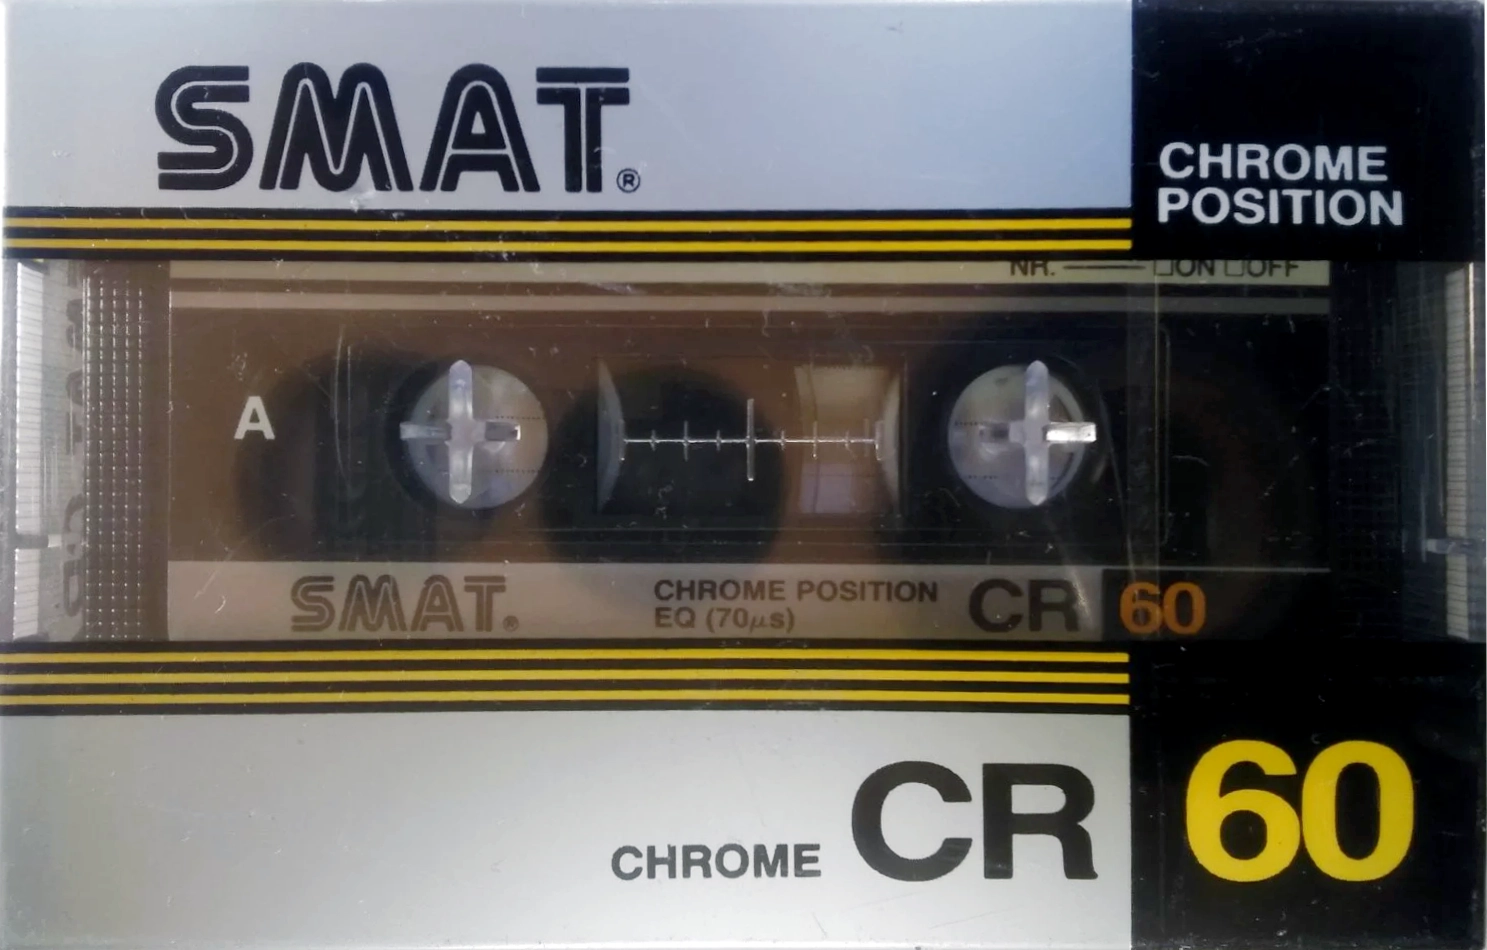 SMAT®
CHROME
POSITION
NR. ☐ON ☐OFF
A
SMAT®
CHROME POSITION
EQ (70μs)
CR 60
CHROME CR 60